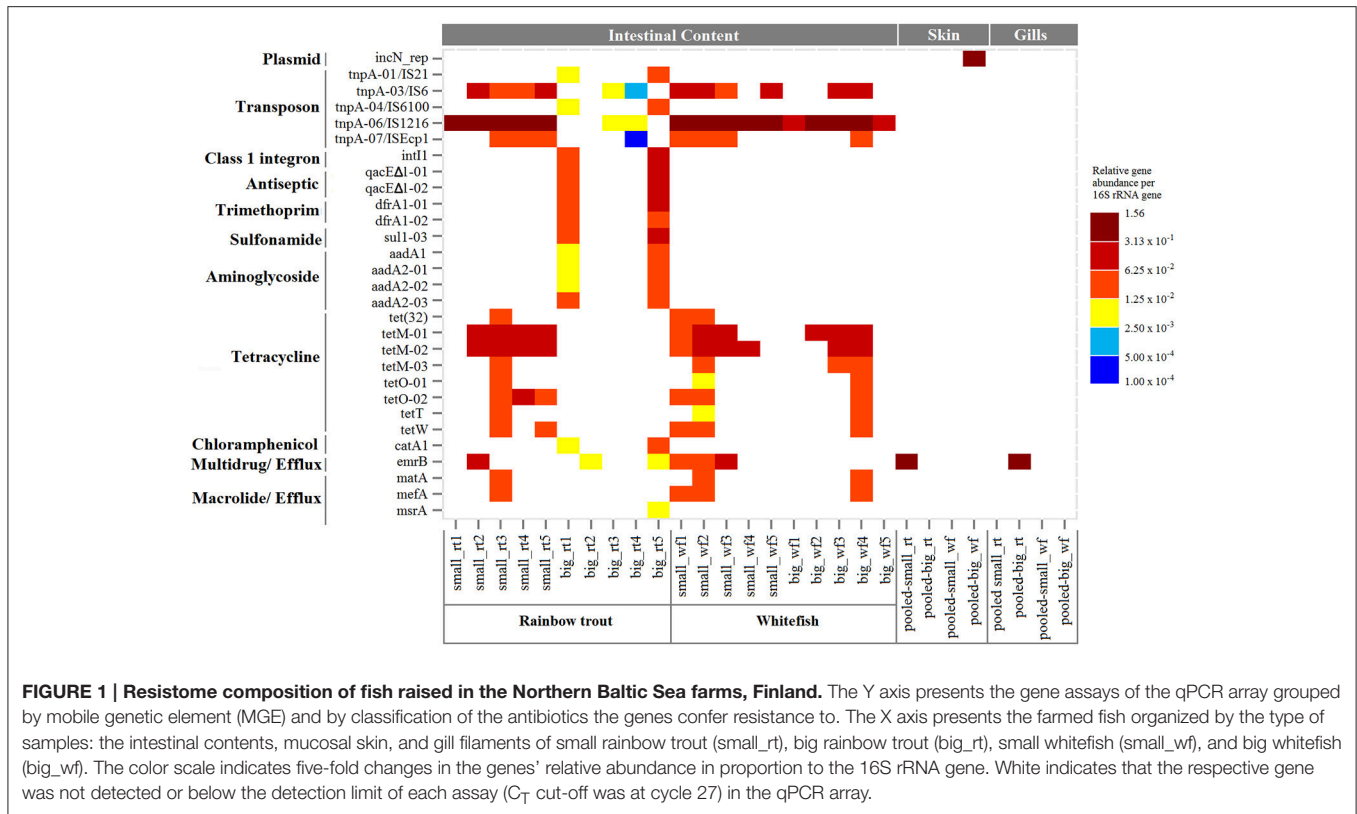 Intestinal Content Skin Gills
Plasmid
incN_rep
Transposon
tnpA-01/IS21
tnpA-03/IS6
tnpA-04/IS6100
tnpA-06/IS1216
tnpA-07/ISEcp1
Class 1 integron
intI1
Antiseptic
qacEΔ1-01
qacEΔ1-02
Trimethoprim
dfrA1-01
dfrA1-02
Sulfonamide
sul1-03
Aminoglycoside
aadA1
aadA2-01
aadA2-02
aadA2-03
Tetracycline
tet(32)
tetM-01
tetM-02
tetM-03
tetO-01
tetO-02
tetT
tetW
Chloramphenicol
catA1
Multidrug/ Efflux
emrB
Macrolide/ Efflux
matA
mefA
msrA
Relative gene
abundance per
16S rRNA gene
1.56
3.13 x 10⁻¹
6.25 x 10⁻²
1.25 x 10⁻²
2.50 x 10⁻³
5.00 x 10⁻⁴
1.00 x 10⁻⁴
small_rt1
small_rt2
small_rt3
small_rt4
small_rt5
big_rt1
big_rt2
big_rt3
big_rt4
big_rt5
small_wf1
small_wf2
small_wf3
small_wf4
small_wf5
big_wf1
big_wf2
big_wf3
big_wf4
big_wf5
pooled-small_rt
pooled-big_rt
pooled-small_wf
pooled-big_wf
pooled small_rt
pooled-big_rt
pooled-small_wf
pooled-big_wf
Rainbow trout
Whitefish
FIGURE 1 | Resistome composition of fish raised in the Northern Baltic Sea farms, Finland. The Y axis presents the gene assays of the qPCR array grouped
by mobile genetic element (MGE) and by classification of the antibiotics the genes confer resistance to. The X axis presents the farmed fish organized by the type of
samples: the intestinal contents, mucosal skin, and gill filaments of small rainbow trout (small_rt), big rainbow trout (big_rt), small whitefish (small_wf), and big whitefish
(big_wf). The color scale indicates five-fold changes in the genes' relative abundance in proportion to the 16S rRNA gene. White indicates that the respective gene
was not detected or below the detection limit of each assay (C_T cut-off was at cycle 27) in the qPCR array.